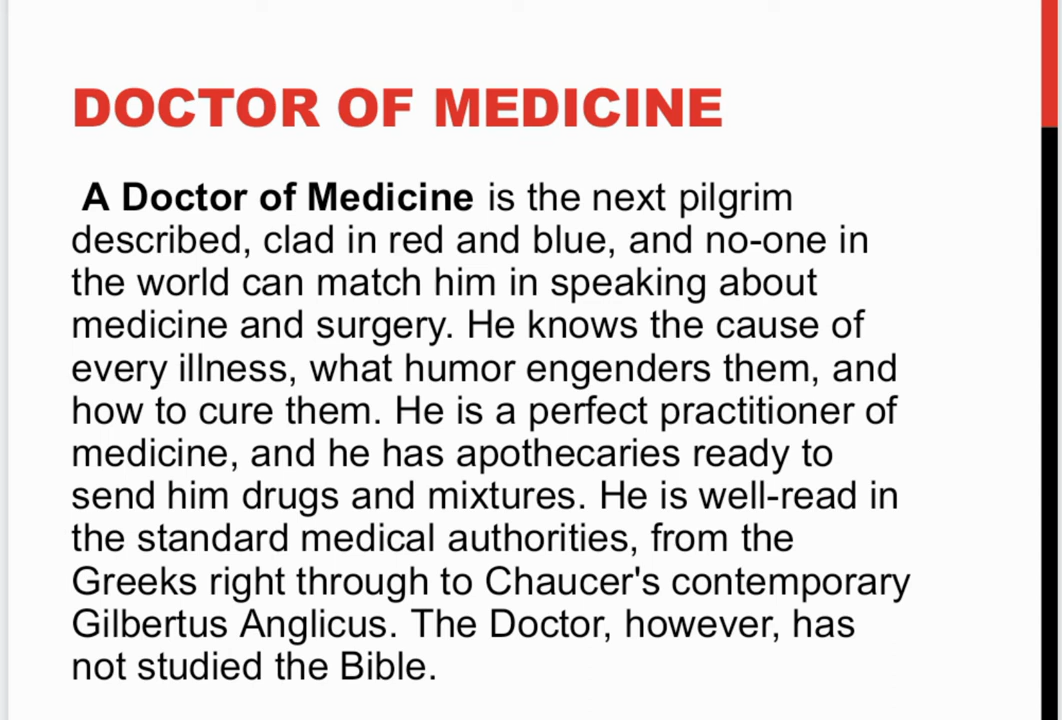 DOCTOR OF MEDICINE
A Doctor of Medicine is the next pilgrim
described, clad in red and blue, and no-one in
the world can match him in speaking about
medicine and surgery. He knows the cause of
every illness, what humor engenders them, and
how to cure them. He is a perfect practitioner of
medicine, and he has apothecaries ready to
send him drugs and mixtures. He is well-read in
the standard medical authorities, from the
Greeks right through to Chaucer's contemporary
Gilbertus Anglicus. The Doctor, however, has
not studied the Bible.